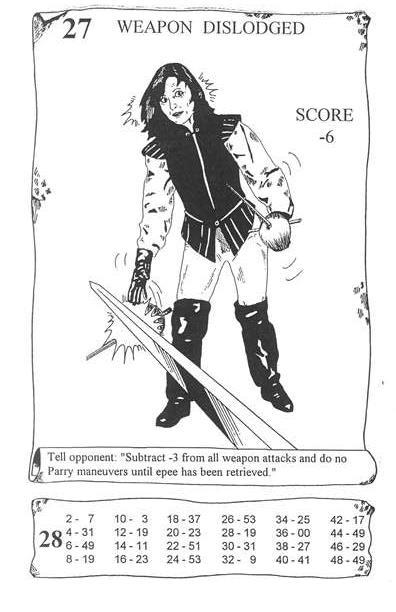 27 WEAPON DISLODGED
SCORE
-6
Tell opponent: "Subtract -3 from all weapon attacks and do no
Parry maneuvers until epee has been retrieved."
28
2 - 7 10 - 3 18 - 37 26 - 53 34 - 25 42 - 17
4 - 31 12 - 19 20 - 23 28 - 19 36 - 00 44 - 49
6 - 49 14 - 11 22 - 51 30 - 31 38 - 27 46 - 29
8 - 19 16 - 23 24 - 53 32 - 9 40 - 41 48 - 49